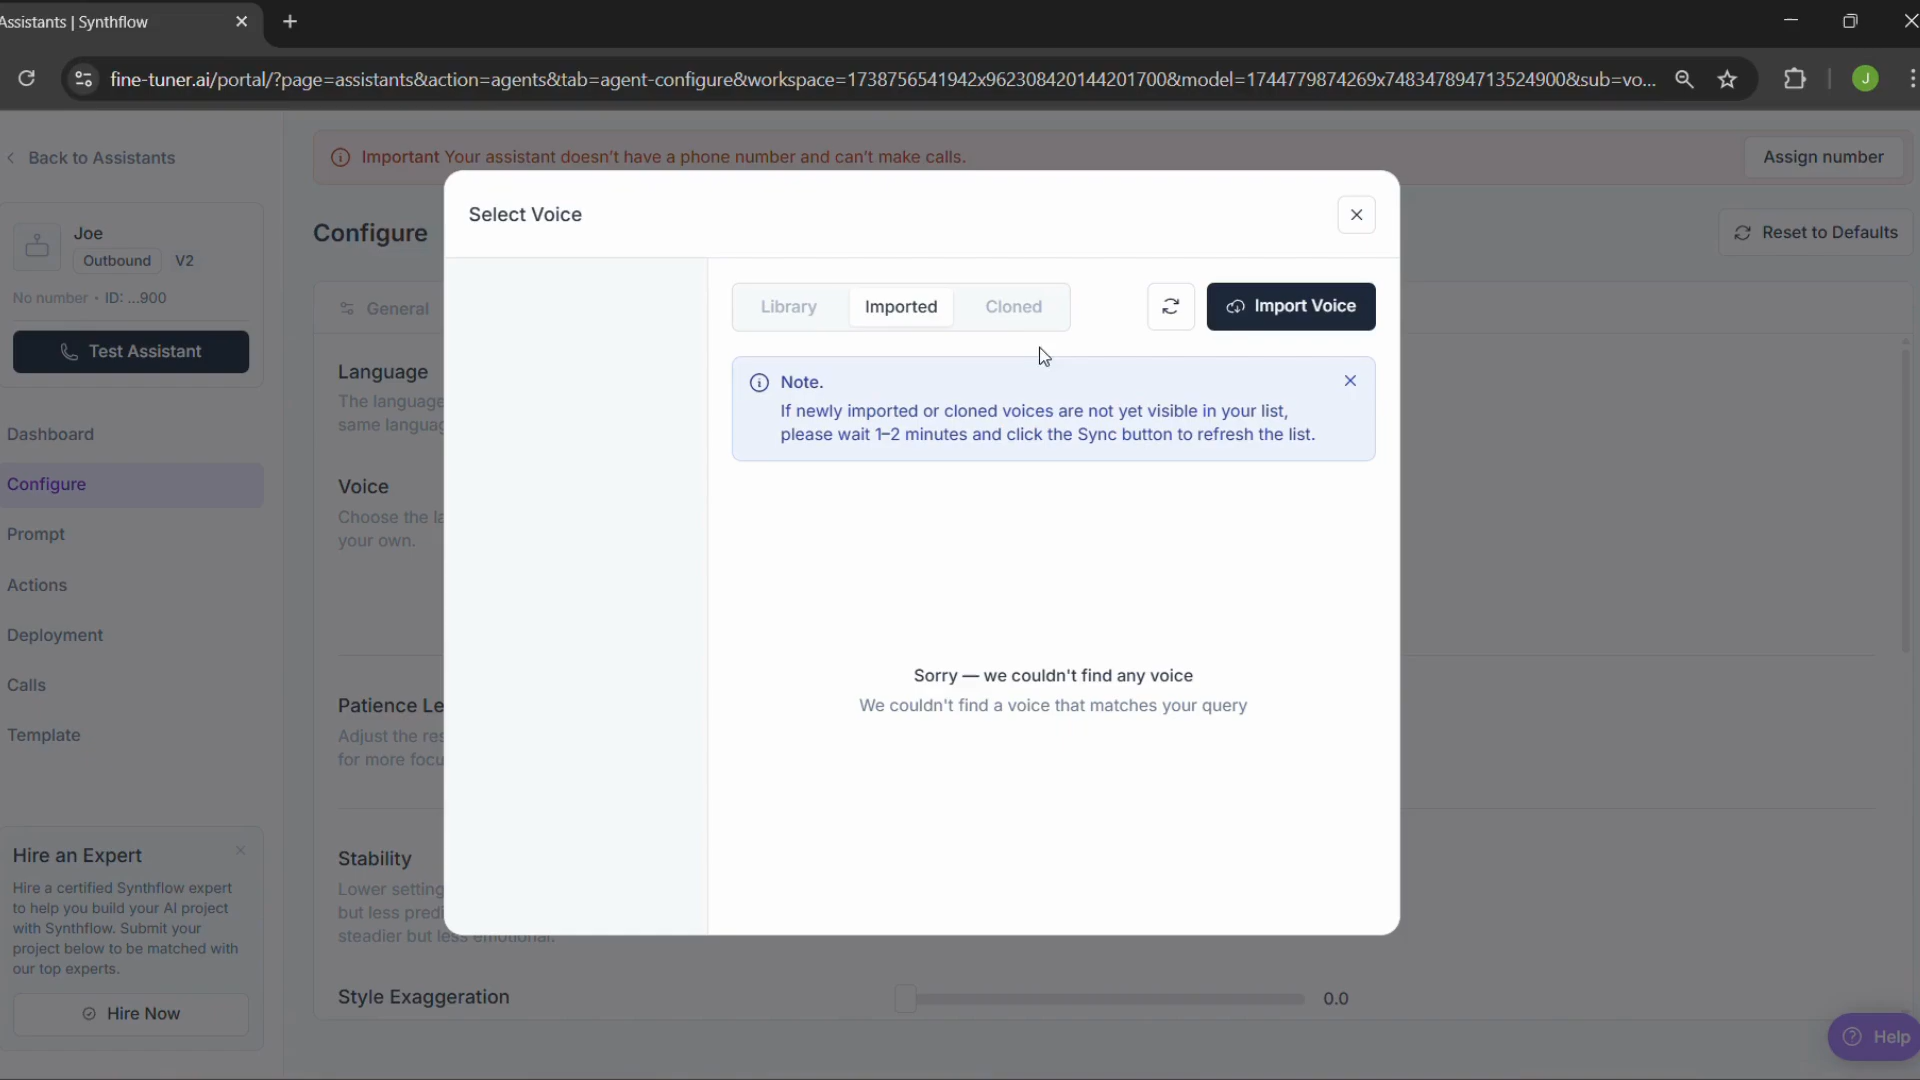 Assistants | Synthflow
fine-tuner.ai/portal/?page=assistants&action=agents&tab=agent-configure&workspace=1738756541942x962308420144201700&model=1744779874269x748347894713524900&sub=vo...
J
Back to Assistants
Important Your assistant doesn't have a phone number and can't make calls.
Assign number
Joe
Outbound V2
No number • ID: ...900
Test Assistant
Dashboard
Configure
Prompt
Actions
Deployment
Calls
Template
Hire an Expert
Hire a certified Synthflow expert
to help you build your AI project
with Synthflow. Submit your
project below to be matched with
our top experts.
Hire Now
Configure
Reset to Defaults
General
Language
The language
same languag
Voice
Choose the la
your own.
Patience Le
Adjust the res
for more focu
Stability
Lower setting
but less predi
steadier but less emotional.
Style Exaggeration
0.0
Select Voice
Library
Imported
Cloned
Import Voice
Note.
If newly imported or cloned voices are not yet visible in your list,
please wait 1–2 minutes and click the Sync button to refresh the list.
Sorry — we couldn't find any voice
We couldn't find a voice that matches your query
Help